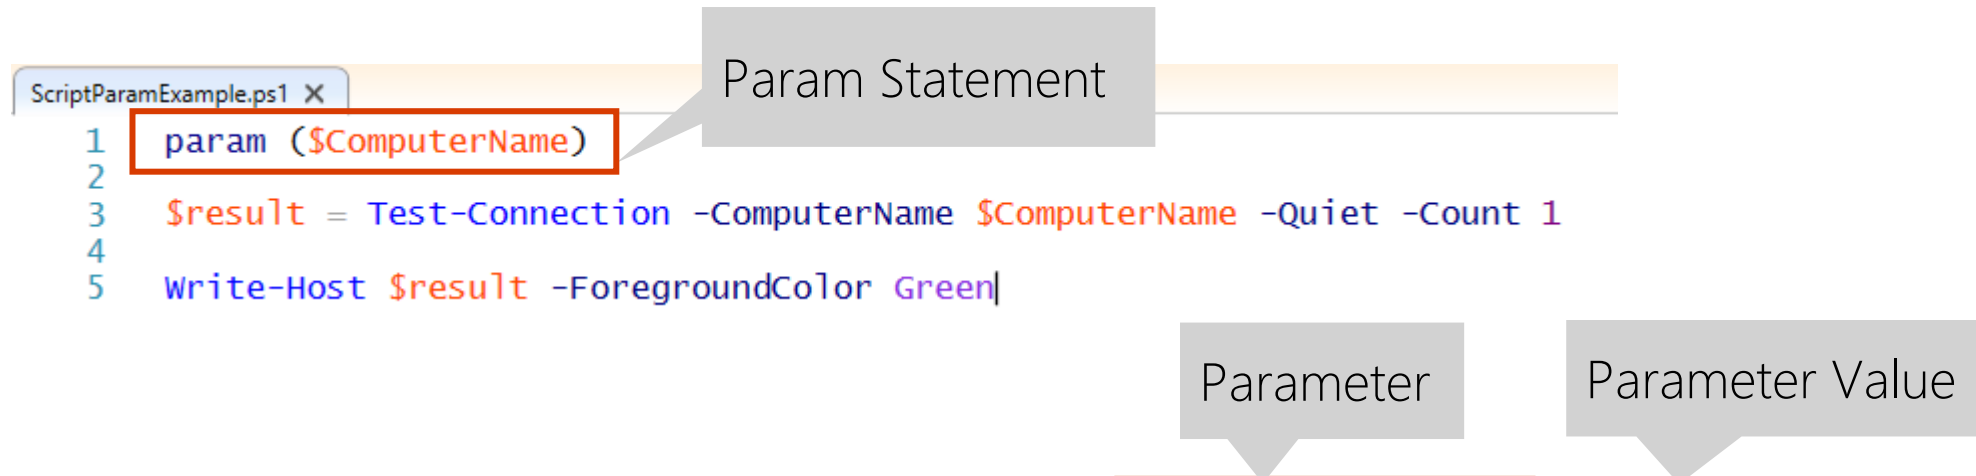 Param Statement
ScriptParamExample.ps1 X
1 param ($ComputerName)
2
3 $result = Test-Connection -ComputerName $ComputerName -Quiet -Count 1
4
5 Write-Host $result -ForegroundColor Green
Parameter
Parameter Value